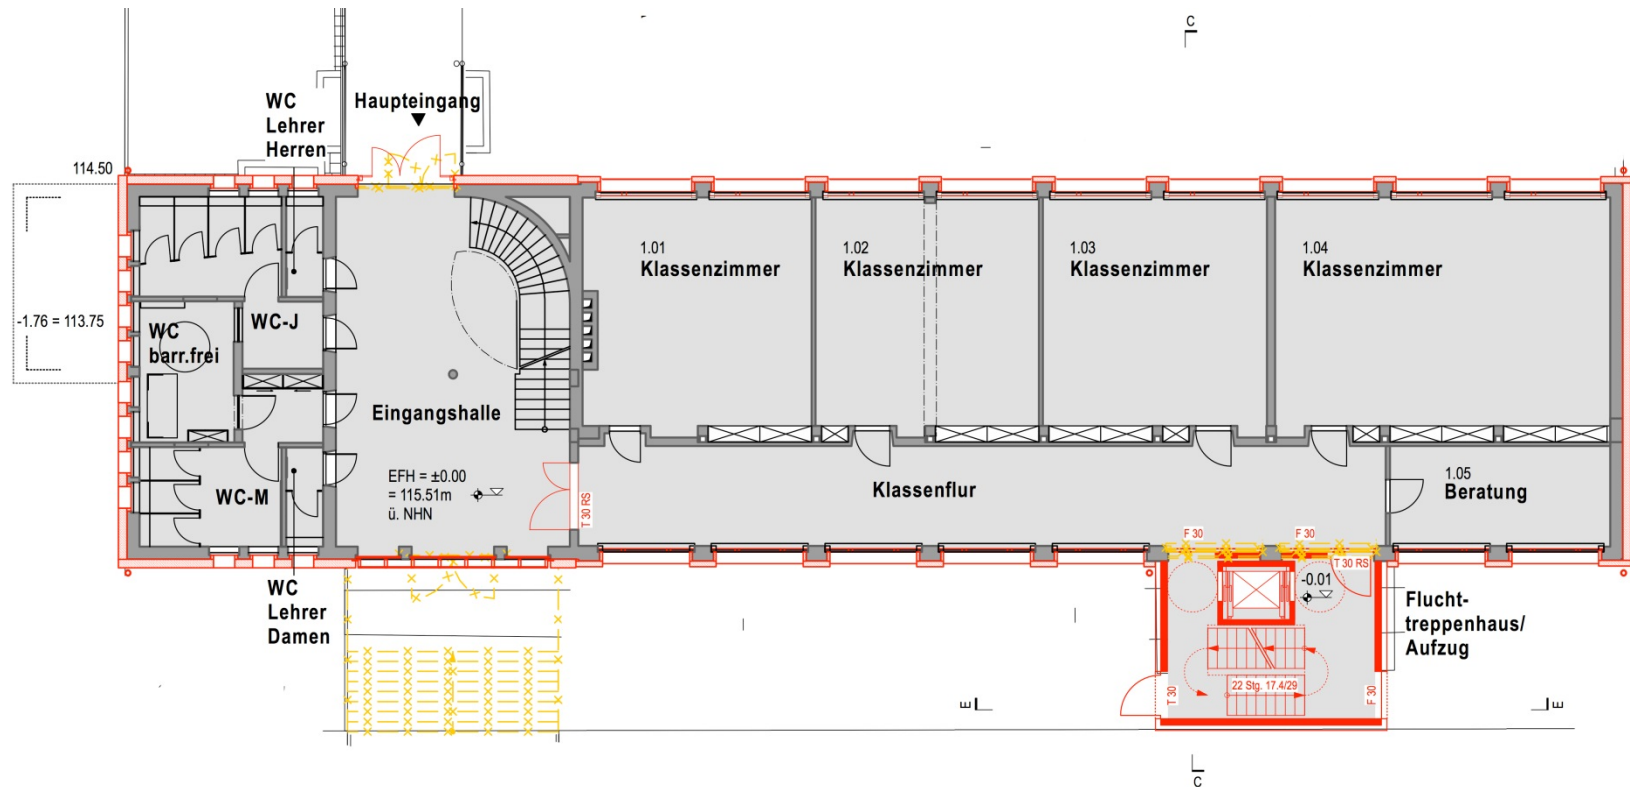 C
WC
Lehrer
Herren
Haupteingang
114.50
1.01
Klassenzimmer
1.02
Klassenzimmer
1.03
Klassenzimmer
1.04
Klassenzimmer
-1.76 = 113.75
WC
barr.frei
WC-J
Eingangshalle
EFH = ±0.00
= 115.51m
ü. NHN
WC-M
T 30 RS
Klassenflur
1.05
Beratung
F 30
F 30
T 30 RS
-0.01
WC
Lehrer
Damen
Flucht-
treppenhaus/
Aufzug
22 Stg. 17.4/29
T 30
F 30
E
E
C